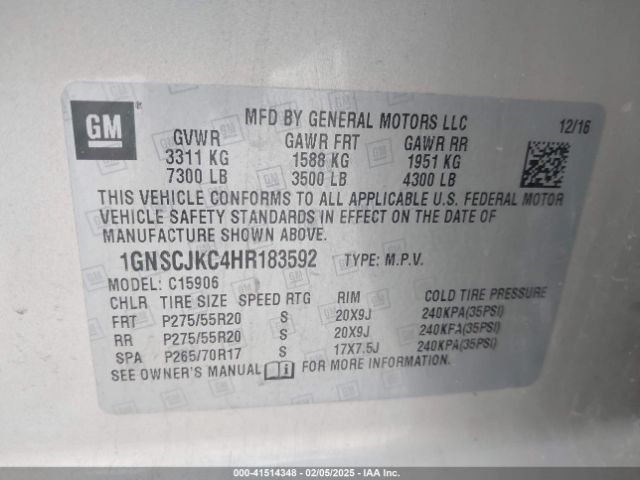 GM
MFD BY GENERAL MOTORS LLC 12/16
GVWR GAWR FRT GAWR RR
3311 KG 1588 KG 1951 KG
7300 LB 3500 LB 4300 LB
THIS VEHICLE CONFORMS TO ALL APPLICABLE U.S. FEDERAL MOTOR
VEHICLE SAFETY STANDARDS IN EFFECT ON THE DATE OF
MANUFACTURE SHOWN ABOVE.
1GNSCJKC4HR183592 TYPE: M.P.V.
MODEL: C15906
CHLR TIRE SIZE SPEED RTG RIM COLD TIRE PRESSURE
FRT P275/55R20 S 20X9J 240KPA(35PSI)
RR P275/55R20 S 20X9J 240KPA(35PSI)
SPA P265/70R17 S 17X7.5J 240KPA(35PSI)
SEE OWNER'S MANUAL FOR MORE INFORMATION.
000-41514348 - 02/05/2025 - IAA Inc.